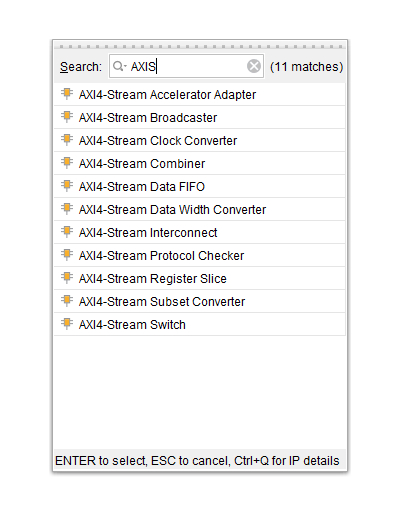 Search: AXIS (11 matches)
AXI4-Stream Accelerator Adapter
AXI4-Stream Broadcaster
AXI4-Stream Clock Converter
AXI4-Stream Combiner
AXI4-Stream Data FIFO
AXI4-Stream Data Width Converter
AXI4-Stream Interconnect
AXI4-Stream Protocol Checker
AXI4-Stream Register Slice
AXI4-Stream Subset Converter
AXI4-Stream Switch
ENTER to select, ESC to cancel, Ctrl+Q for IP details